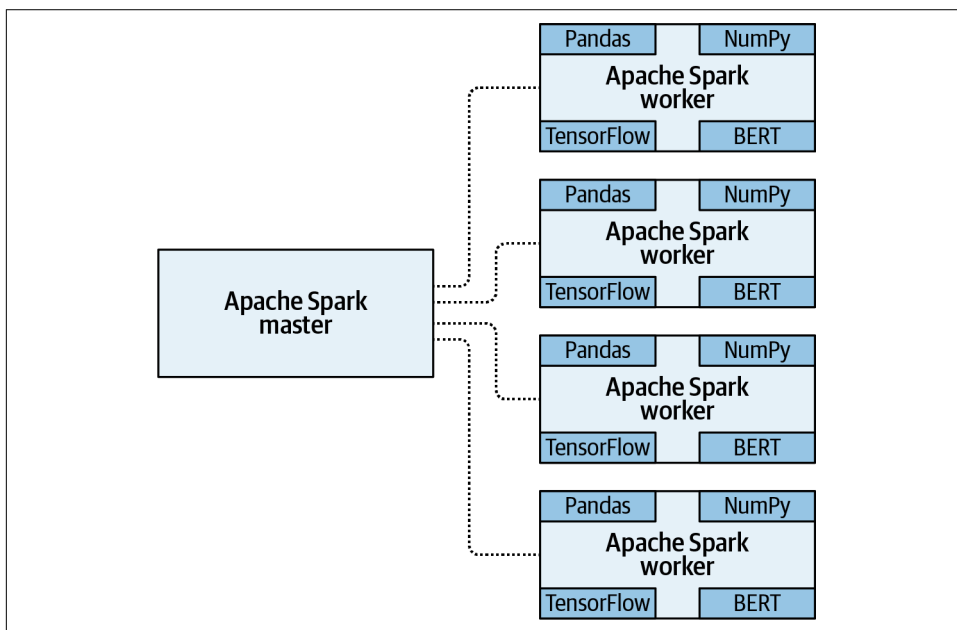 Pandas NumPy
Apache Spark
worker
TensorFlow BERT
Pandas NumPy
Apache Spark
worker
TensorFlow BERT
Apache Spark
master
Pandas NumPy
Apache Spark
worker
TensorFlow BERT
Pandas NumPy
Apache Spark
worker
TensorFlow BERT